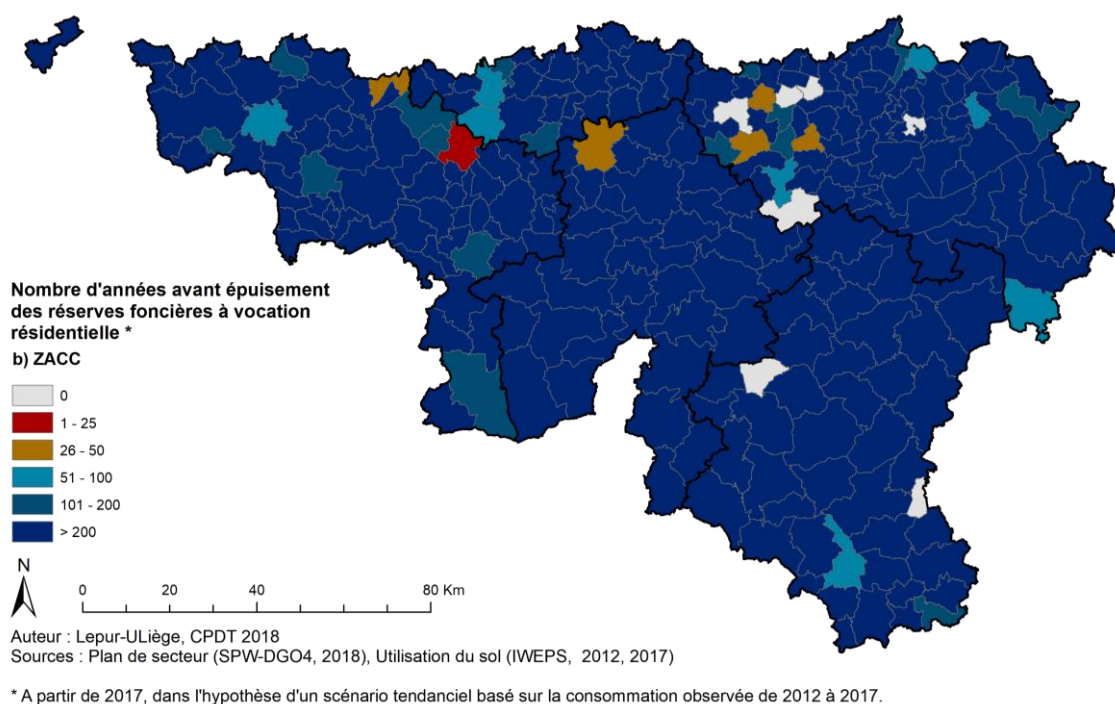 Nombre d'années avant épuisement
des réserves foncières à vocation
résidentielle *
b) ZACC
0
1 - 25
26 - 50
51 - 100
101 - 200
> 200
N
0 20 40 80 Km
Auteur : Lepur-ULiège, CPDT 2018
Sources : Plan de secteur (SPW-DGO4, 2018), Utilisation du sol (IWEPS, 2012, 2017)
* A partir de 2017, dans l'hypothèse d'un scénario tendanciel basé sur la consommation observée de 2012 à 2017.